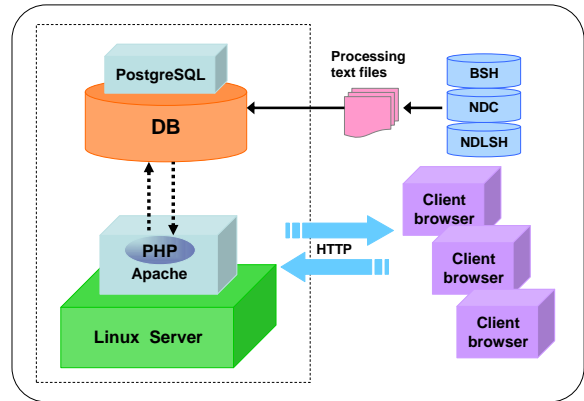 PostgreSQL
DB
Processing
text files
BSH
NDC
NDLSH
PHP
Apache
Linux Server
HTTP
Client
browser
Client
browser
Client
browser